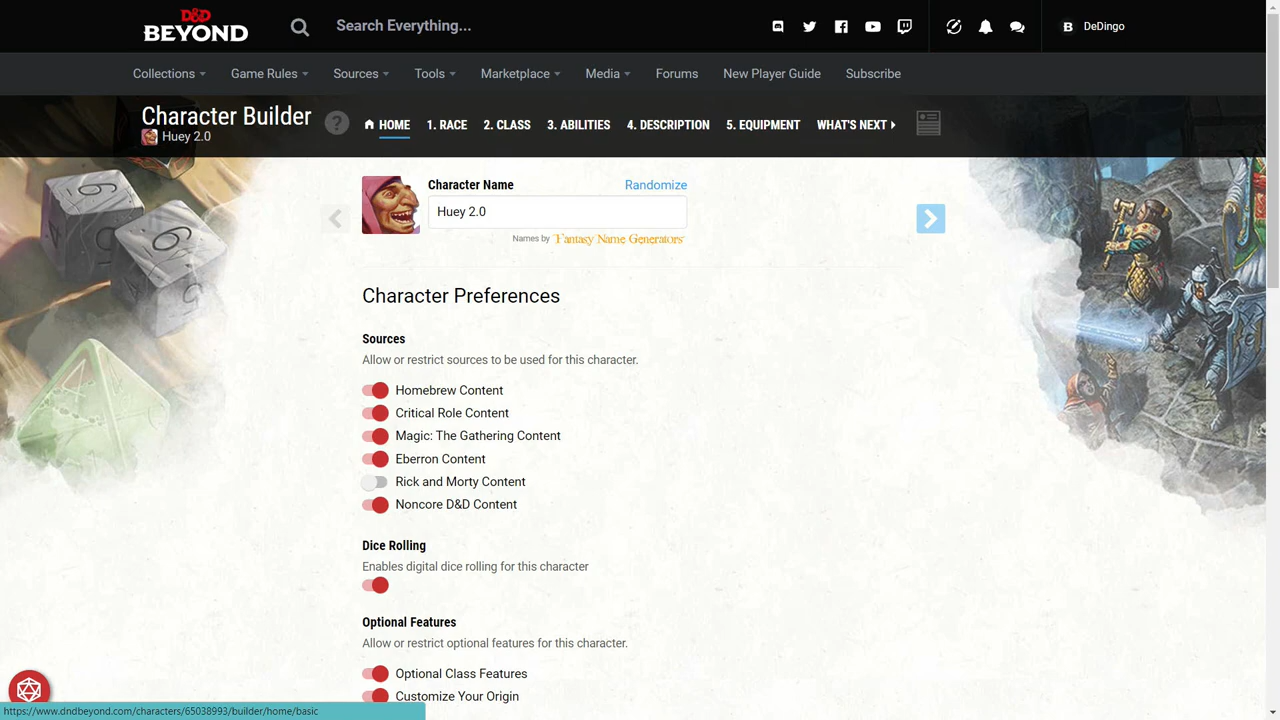 D&D
BEYOND
Search Everything...
B DeDingo
Collections
Game Rules
Sources
Tools
Marketplace
Media
Forums
New Player Guide
Subscribe
Character Builder
Huey 2.0
?
HOME
1. RACE
2. CLASS
3. ABILITIES
4. DESCRIPTION
5. EQUIPMENT
WHAT'S NEXT
Character Name
Randomize
Huey 2.0
Names by Fantasy Name Generators
Character Preferences
Sources
Allow or restrict sources to be used for this character.
Homebrew Content
Critical Role Content
Magic: The Gathering Content
Eberron Content
Rick and Morty Content
Noncore D&D Content
Dice Rolling
Enables digital dice rolling for this character
Optional Features
Allow or restrict optional features for this character.
Optional Class Features
Customize Your Origin
https://www.dndbeyond.com/characters/65038993/builder/home/basic